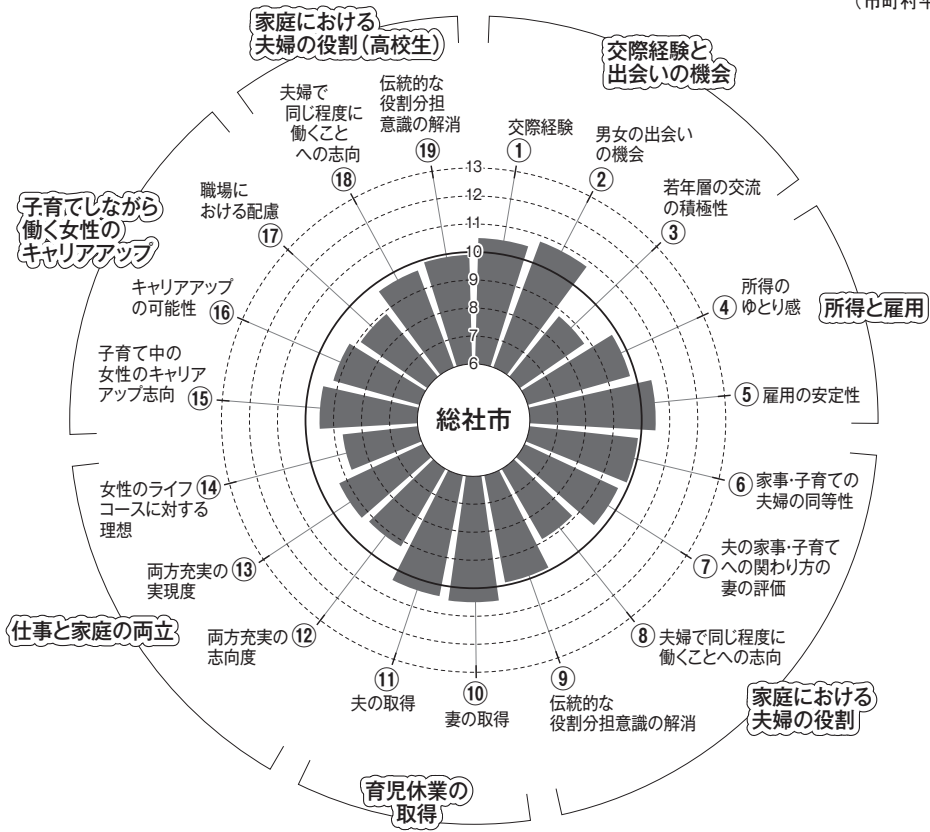 家庭における
夫婦の役割(高校生)
交際経験と
出会いの機会
所得と雇用
家庭における
夫婦の役割
育児休業の
取得
仕事と家庭の両立
子育てしながら
働く女性の
キャリアアップ
交際経験
①
男女の出会い
の機会
②
若年層の交流
の積極性
③
④
所得の
ゆとり感
⑤ 雇用の安定性
⑥ 家事・子育ての
夫婦の同等性
⑦
夫の家事・子育て
への関わり方の
妻の評価
⑧ 夫婦で同じ程度に
働くことへの志向
⑨
伝統的な
役割分担意識の解消
⑩
妻の取得
⑪
夫の取得
両方充実の ⑫
志向度
両方充実の ⑬
実現度
女性のライフ ⑭
コースに対する
理想
子育て中の
女性のキャリア
アップ志向 ⑮
キャリアアップ
の可能性 ⑯
職場に
おける配慮
⑰
夫婦で
同じ程度に
働くこと
への志向
⑱
伝統的な
役割分担
意識の解消
⑲
13
12
11
10
9
8
7
6
総社市